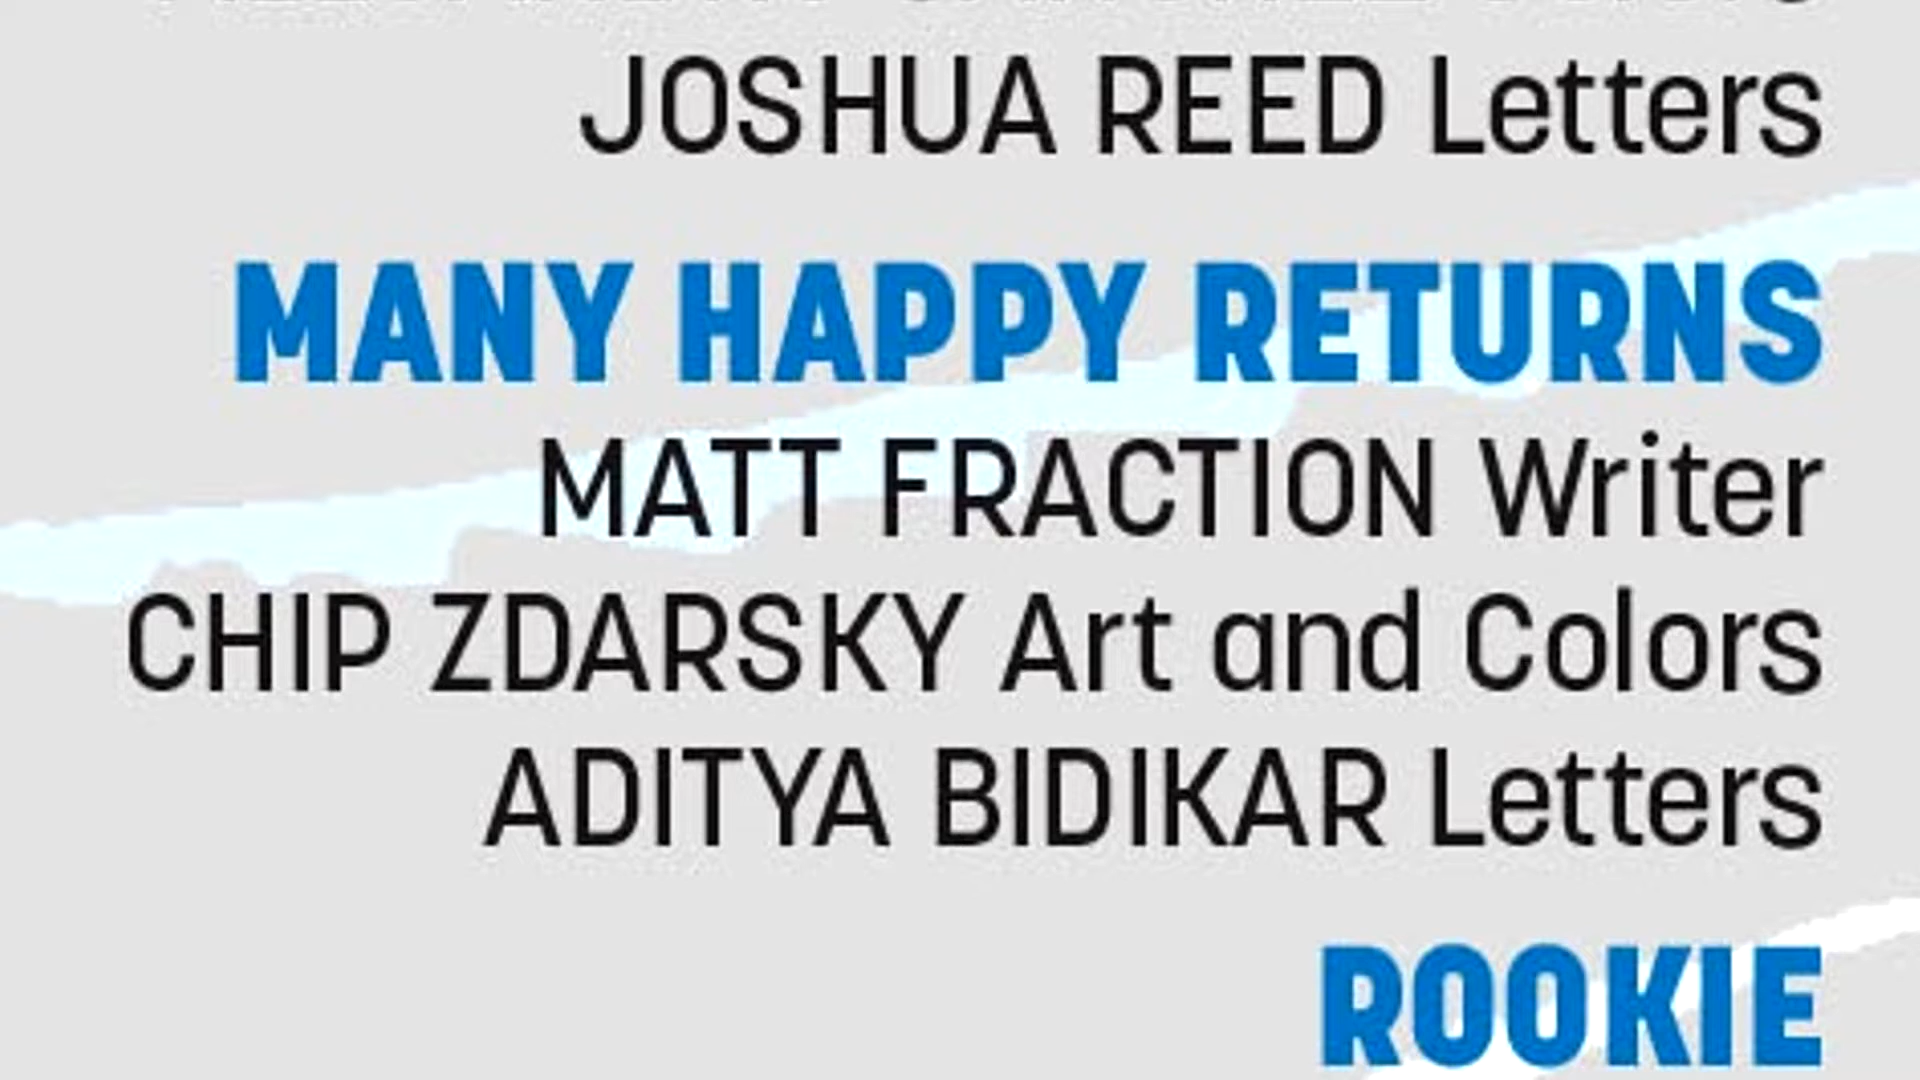 JOSHUA REED Letters
MANY HAPPY RETURNS
MATT FRACTION Writer
CHIP ZDARSKY Art and Colors
ADITYA BIDIKAR Letters
ROOKIE